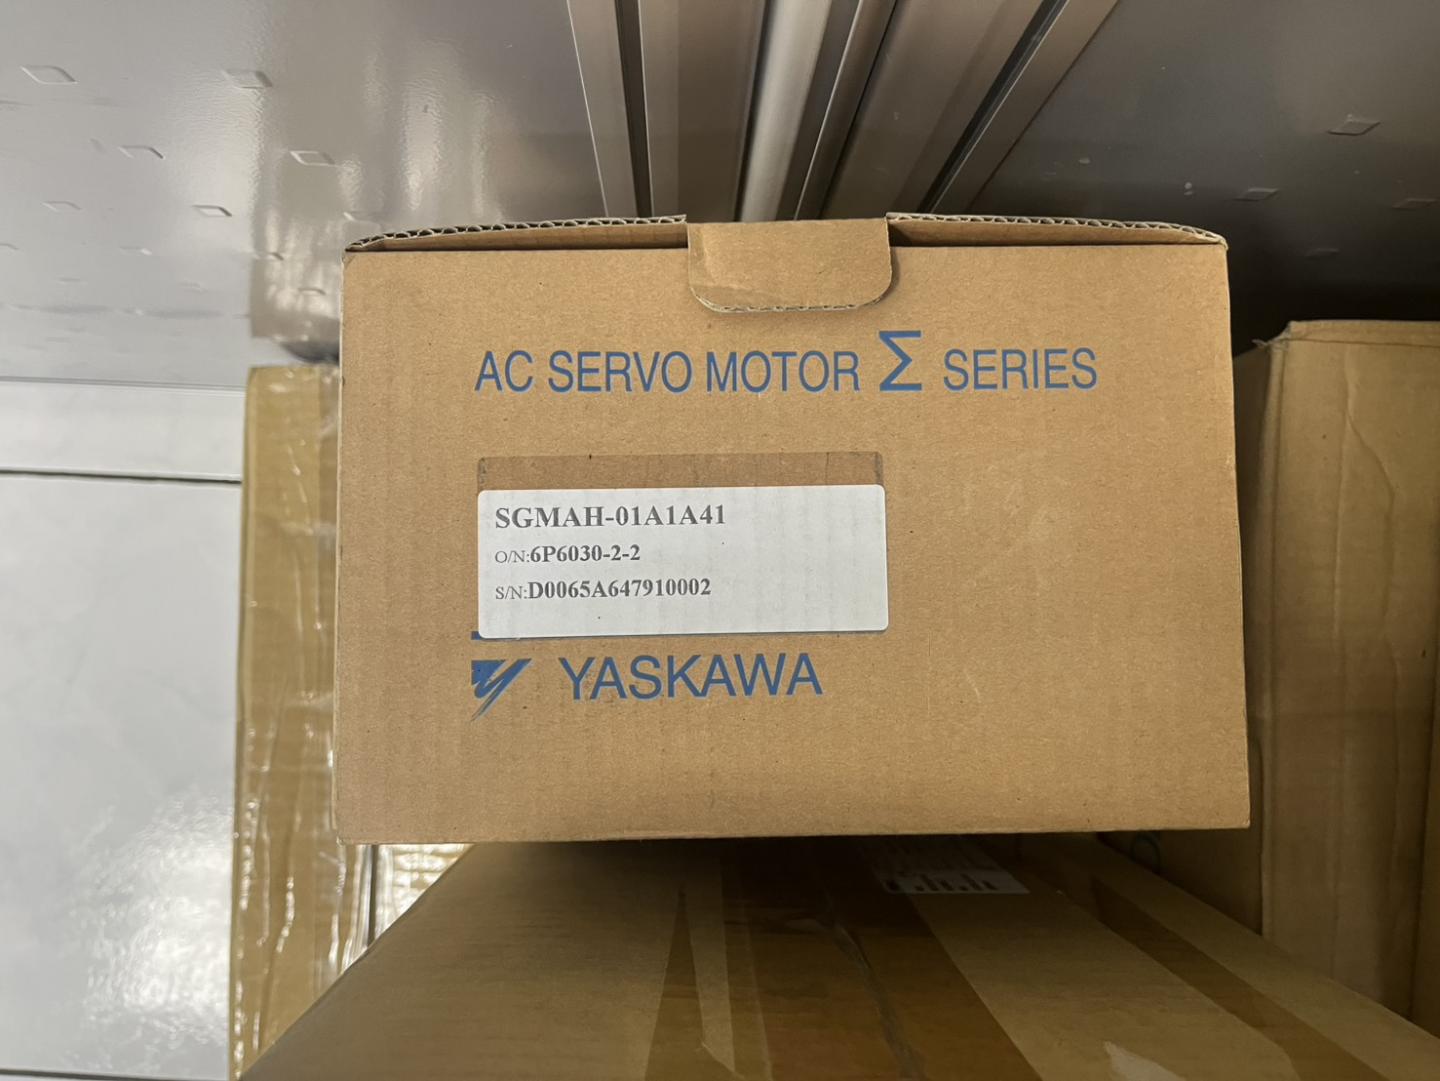 AC SERVO MOTOR Σ SERIES
SGMAH-01A1A41
O/N:6P6030-2-2
S/N:D0065A647910002
YASKAWA